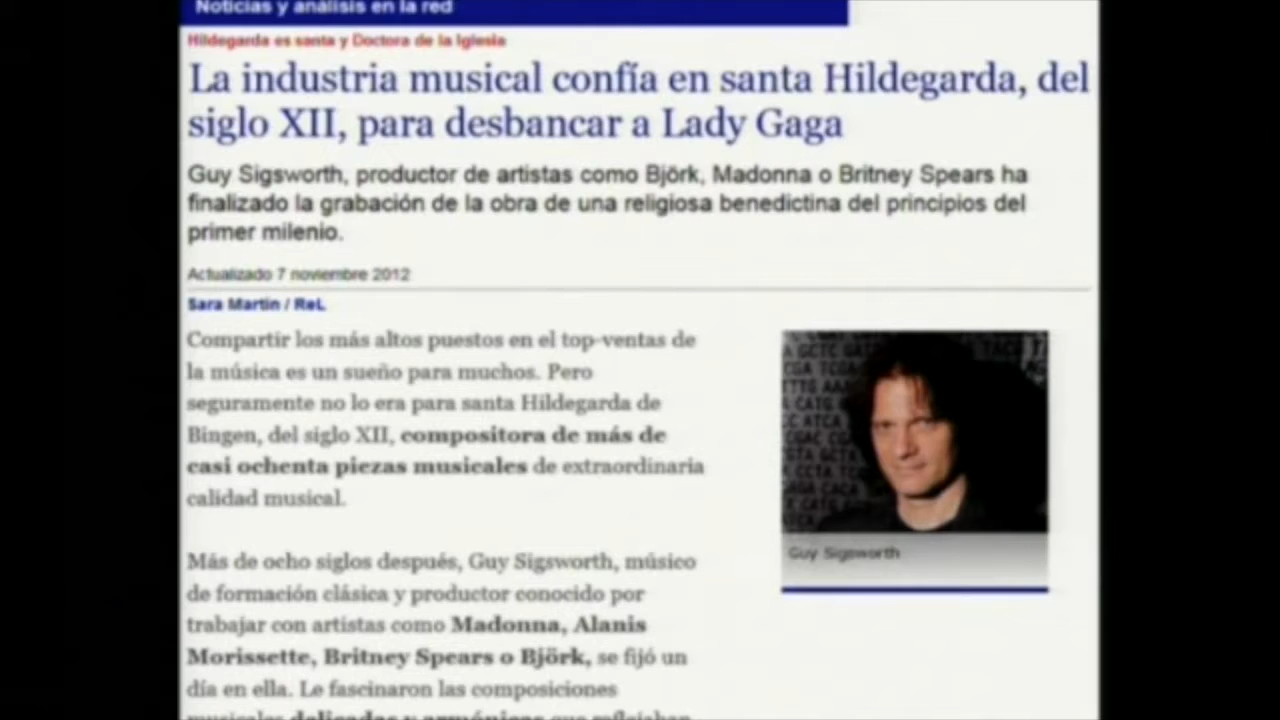 Noticias y análisis en la red
Hildegarda es santa y Doctora de la Iglesia
La industria musical confía en santa Hildegarda, del
siglo XII, para desbancar a Lady Gaga
Guy Sigsworth, productor de artistas como Björk, Madonna o Britney Spears ha
finalizado la grabación de la obra de una religiosa benedictina del principios del
primer milenio.
Actualizado 7 noviembre 2012
Sara Martín / ReL
Compartir los más altos puestos en el top-ventas de
la música es un sueño para muchos. Pero
seguramente no lo era para santa Hildegarda de
Bingen, del siglo XII, compositora de más de
casi ochenta piezas musicales de extraordinaria
calidad musical.
Guy Sigsworth
Más de ocho siglos después, Guy Sigsworth, músico
de formación clásica y productor conocido por
trabajar con artistas como Madonna, Alanis
Morissette, Britney Spears o Björk, se fijó un
día en ella. Le fascinaron las composiciones
musicales delicadas y armónicas que reflejaban